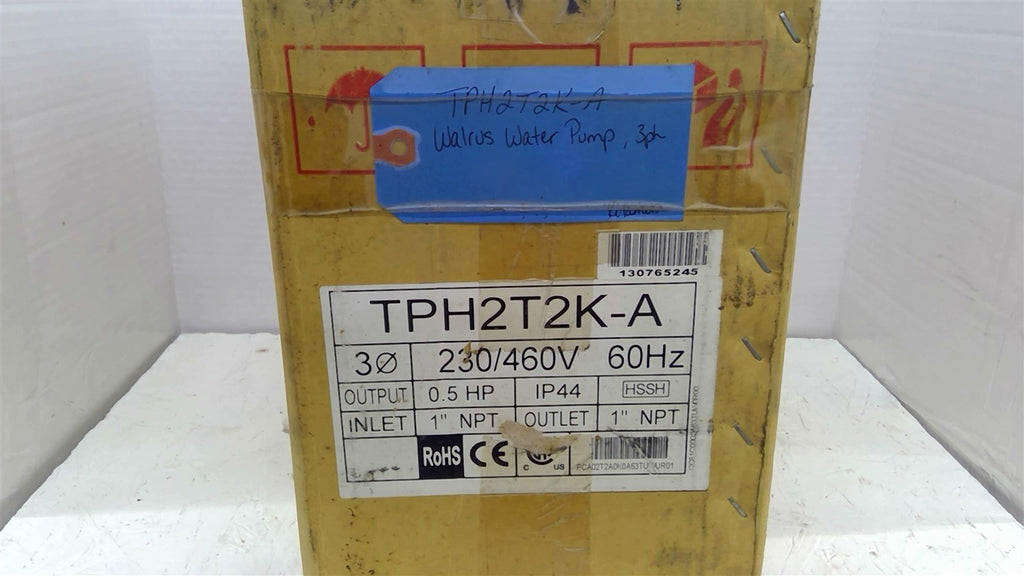 TPH2T2K-A
Walrus Water Pump, 3ph
130765245
TPH2T2K-A
3Ø 230/460V 60Hz
OUTPUT 0.5 HP IP44 HSSH
INLET 1" NPT OUTLET 1" NPT
RoHS CE C US